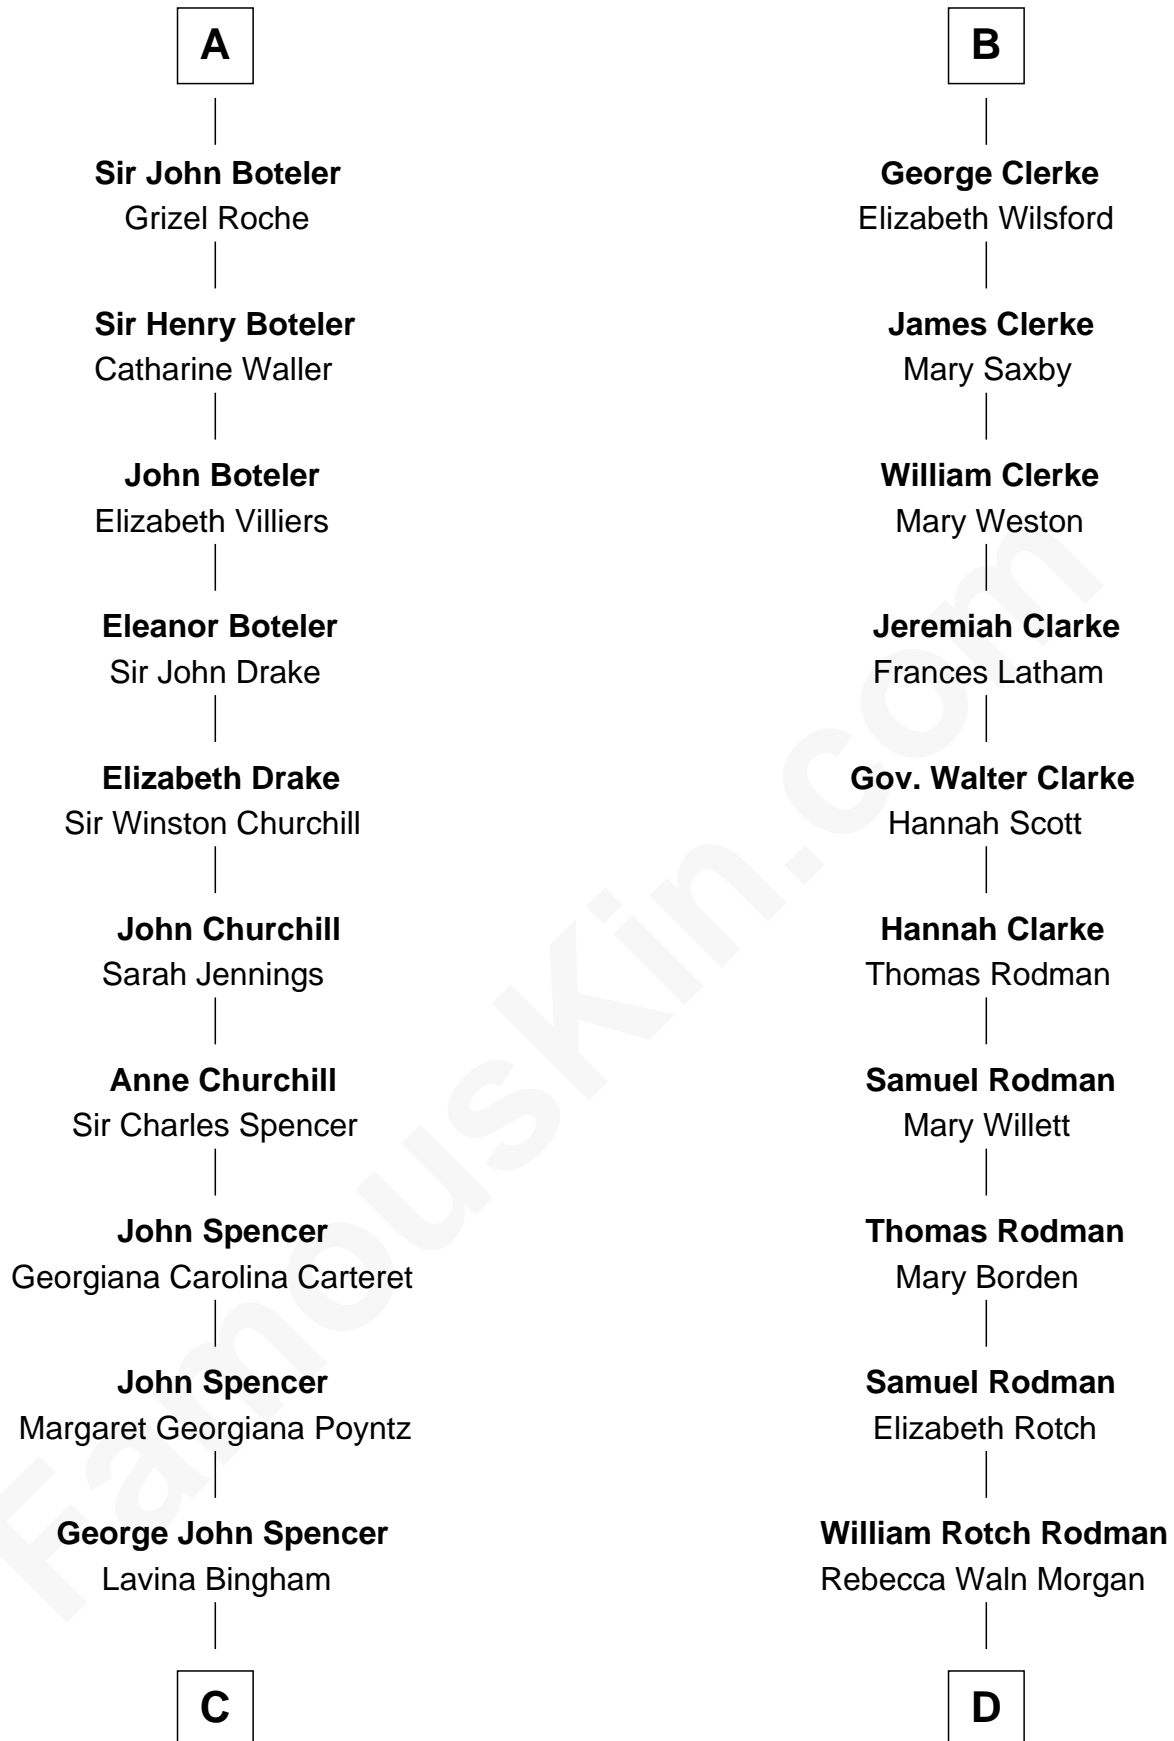 A
Sir John Boteler
Grizel Roche
Sir Henry Boteler
Catharine Waller
John Boteler
Elizabeth Villiers
Eleanor Boteler
Sir John Drake
Elizabeth Drake
Sir Winston Churchill
John Churchill
Sarah Jennings
Anne Churchill
Sir Charles Spencer
John Spencer
Georgiana Carolina Carteret
John Spencer
Margaret Georgiana Poyntz
George John Spencer
Lavina Bingham
C
B
George Clerke
Elizabeth Wilsford
James Clerke
Mary Saxby
William Clerke
Mary Weston
Jeremiah Clarke
Frances Latham
Gov. Walter Clarke
Hannah Scott
Hannah Clarke
Thomas Rodman
Samuel Rodman
Mary Willett
Thomas Rodman
Mary Borden
Samuel Rodman
Elizabeth Rotch
William Rotch Rodman
Rebecca Waln Morgan
D
FamousKin.com